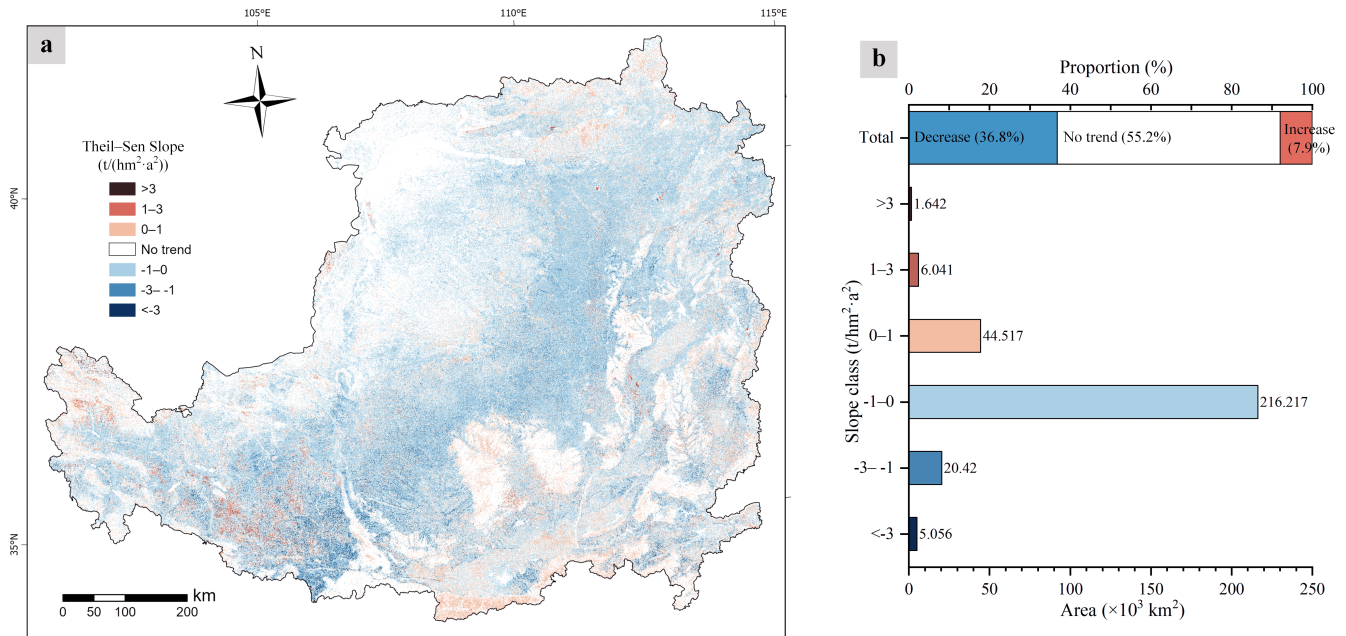 105°E
110°E
115°E
a
N
Theil–Sen Slope
(t/(hm²·a²))
>3
1–3
0–1
No trend
-1–0
-3– -1
<-3
40°N
35°N
km
0 50 100 200
b
Proportion (%)
0 20 40 60 80 100
Total
Decrease (36.8%)
No trend (55.2%)
Increase
(7.9%)
>3
1.642
1–3
6.041
0–1
44.517
-1–0
216.217
-3– -1
20.42
<-3
5.056
Slope class (t/hm²·a²)
0 50 100 150 200 250
Area (×10³ km²)